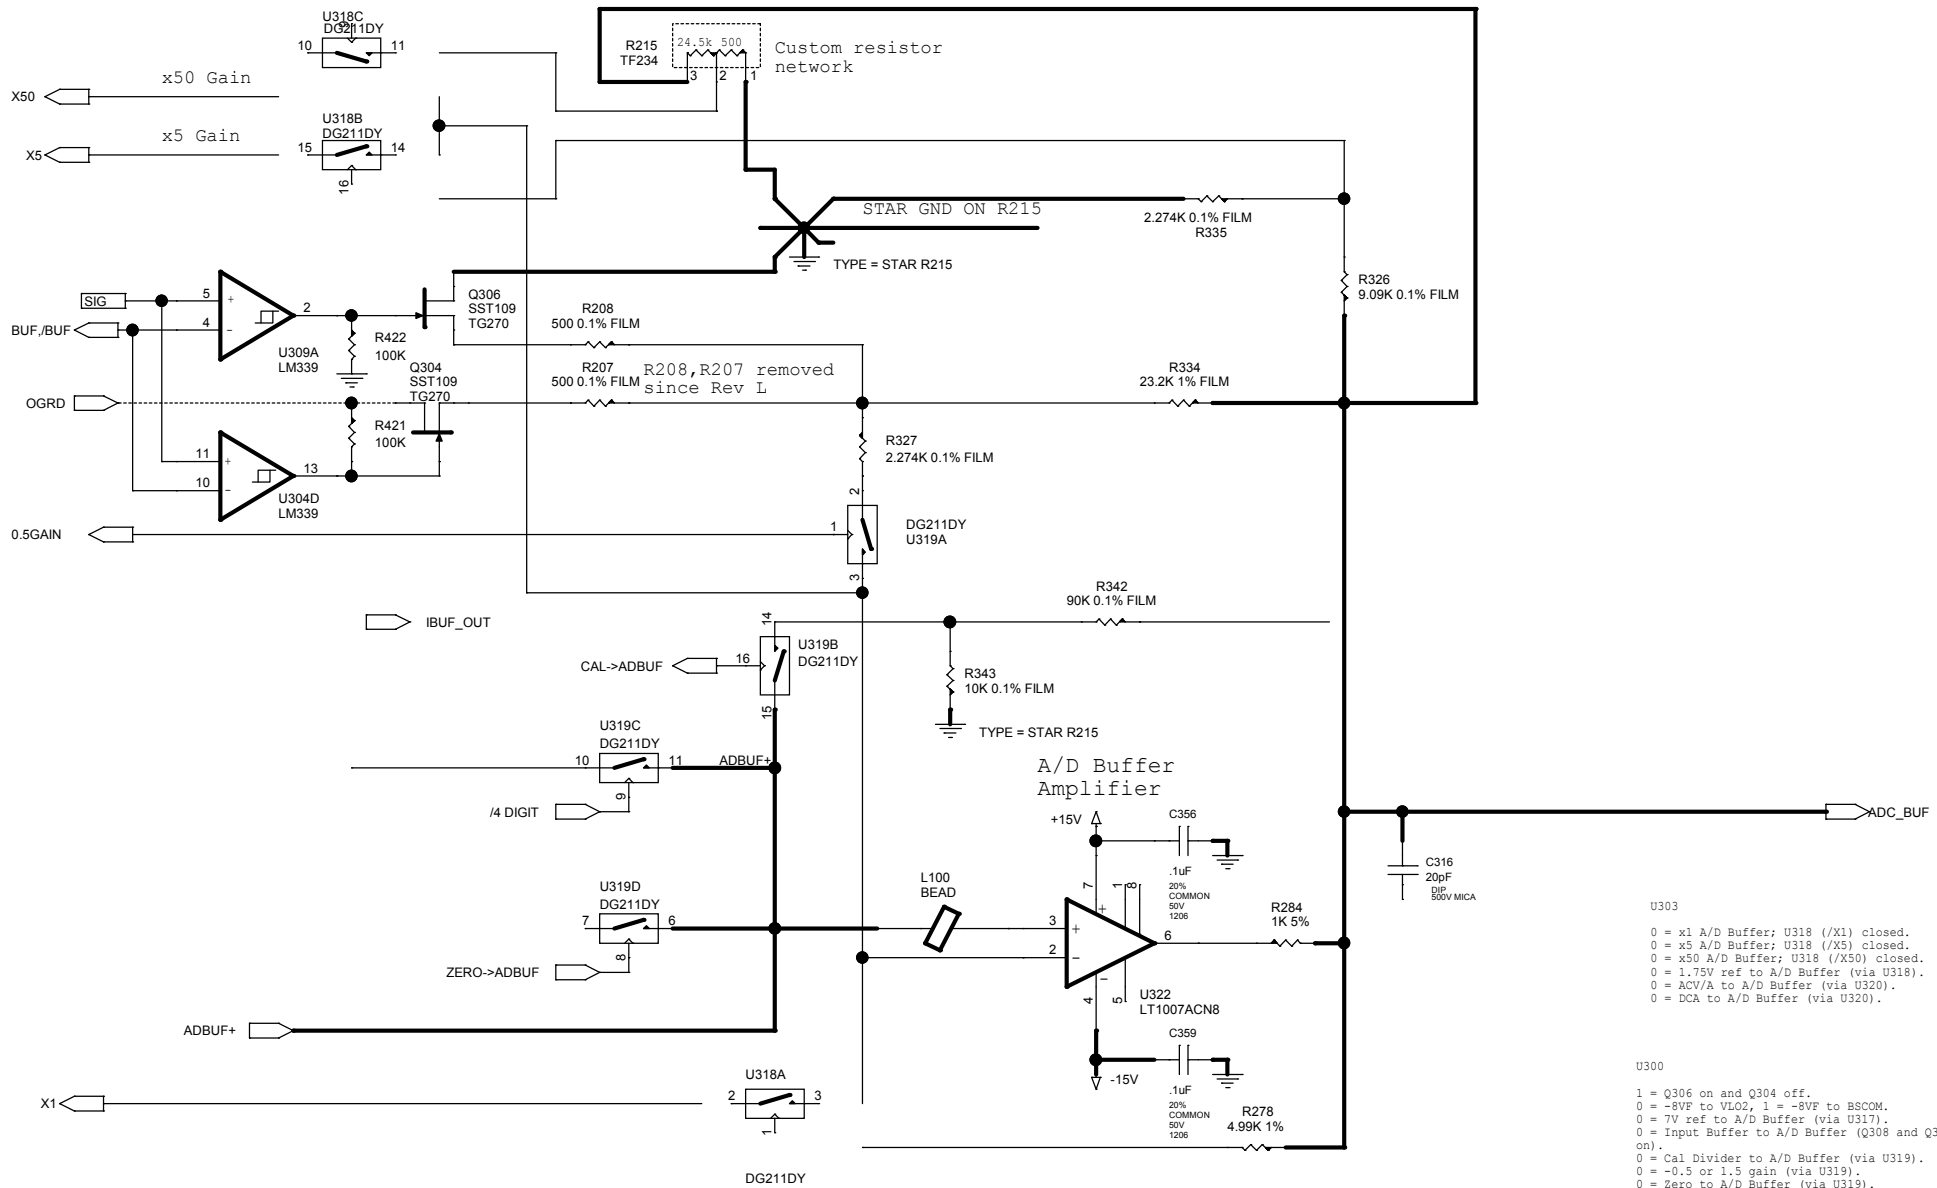 U318C
DG211DY
9
10
11
R215
TF234
24.5k 500
3
2
1
Custom resistor
network
x50 Gain
X50
x5 Gain
X5
U318B
DG211DY
15
14
16
STAR GND ON R215
2.274K 0.1% FILM
R335
TYPE = STAR R215
R326
9.09K 0.1% FILM
SIG
BUF,/BUF
5
4
+
-
2
U309A
LM339
R422
100K
Q306
SST109
TG270
R208
500 0.1% FILM
Q304
SST109
TG270
R207
500 0.1% FILM
R208,R207 removed
since Rev L
R334
23.2K 1% FILM
OGRD
R421
100K
11
10
+
-
13
U304D
LM339
R327
2.274K 0.1% FILM
2
1
3
DG211DY
U319A
0.5GAIN
IBUF_OUT
R342
90K 0.1% FILM
14
16
15
U319B
DG211DY
CAL->ADBUF
R343
10K 0.1% FILM
TYPE = STAR R215
U319C
DG211DY
10
11
9
ADBUF+
/4 DIGIT
A/D Buffer
Amplifier
+15V
C356
.1uF
20%
COMMON
50V
1206
ADC_BUF
C316
20pF
DIP
500V MICA
U319D
DG211DY
7
6
8
ZERO->ADBUF
L100
BEAD
3
2
+
-
7
+
1
8
6
4
-
5
U322
LT1007ACN8
R284
1K 5%
ADBUF+
C359
.1uF
20%
COMMON
50V
1206
-15V
U318A
2
3
1
DG211DY
X1
R278
4.99K 1%
U303
0 = x1 A/D Buffer; U318 (/X1) closed.
0 = x5 A/D Buffer; U318 (/X5) closed.
0 = x50 A/D Buffer; U318 (/X50) closed.
0 = 1.75V ref to A/D Buffer (via U318).
0 = ACV/A to A/D Buffer (via U320).
0 = DCA to A/D Buffer (via U320).
U300
1 = Q306 on and Q304 off.
0 = -8VF to VLO2, 1 = -8VF to BSCOM.
0 = 7V ref to A/D Buffer (via U317).
0 = Input Buffer to A/D Buffer (Q308 and Q3
on).
0 = Cal Divider to A/D Buffer (via U319).
0 = -0.5 or 1.5 gain (via U319).
0 = Zero to A/D Buffer (via U319).